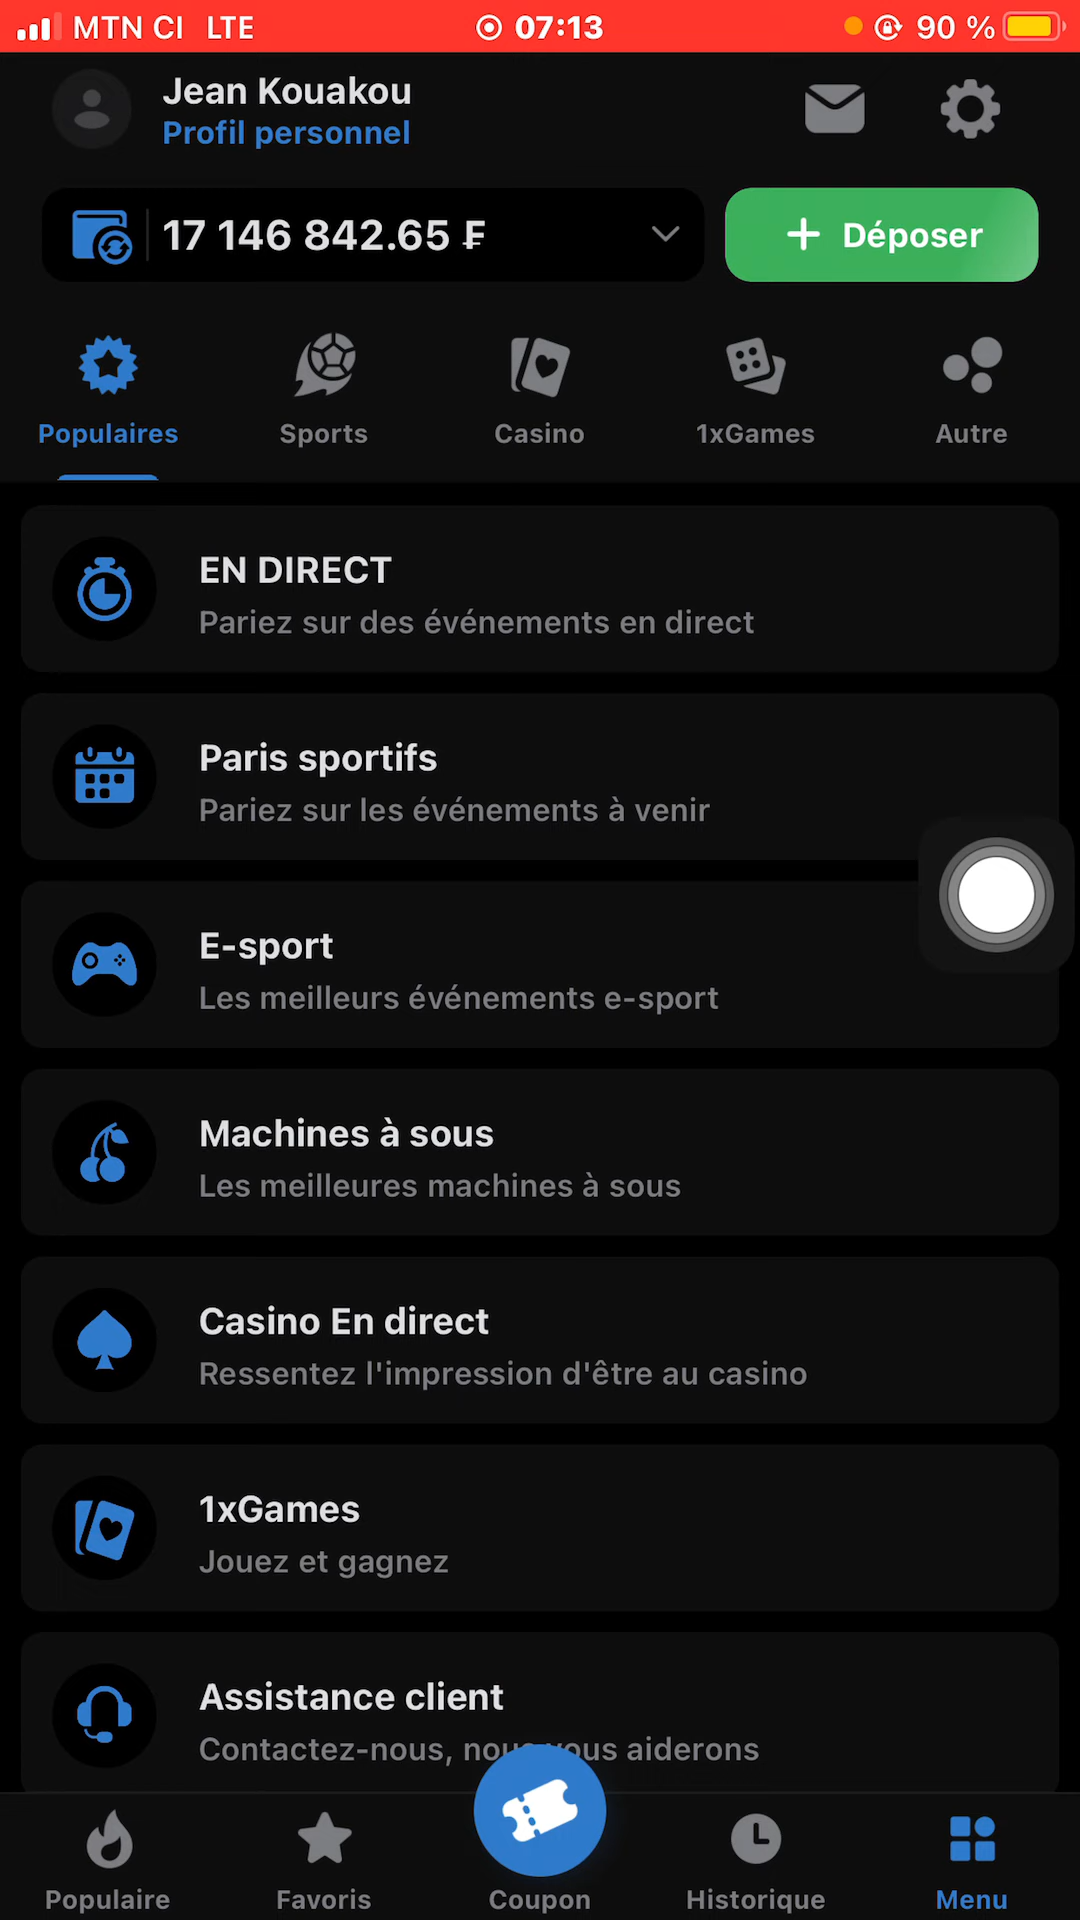 MTN CI LTE 07:13 90 %
Jean Kouakou
Profil personnel
17 146 842.65 ₣
+ Déposer
Populaires Sports Casino 1xGames Autre
EN DIRECT
Pariez sur des événements en direct
Paris sportifs
Pariez sur les événements à venir
E-sport
Les meilleurs événements e-sport
Machines à sous
Les meilleures machines à sous
Casino En direct
Ressentez l'impression d'être au casino
1xGames
Jouez et gagnez
Assistance client
Contactez-nous, nous vous aiderons
Populaire Favoris Coupon Historique Menu